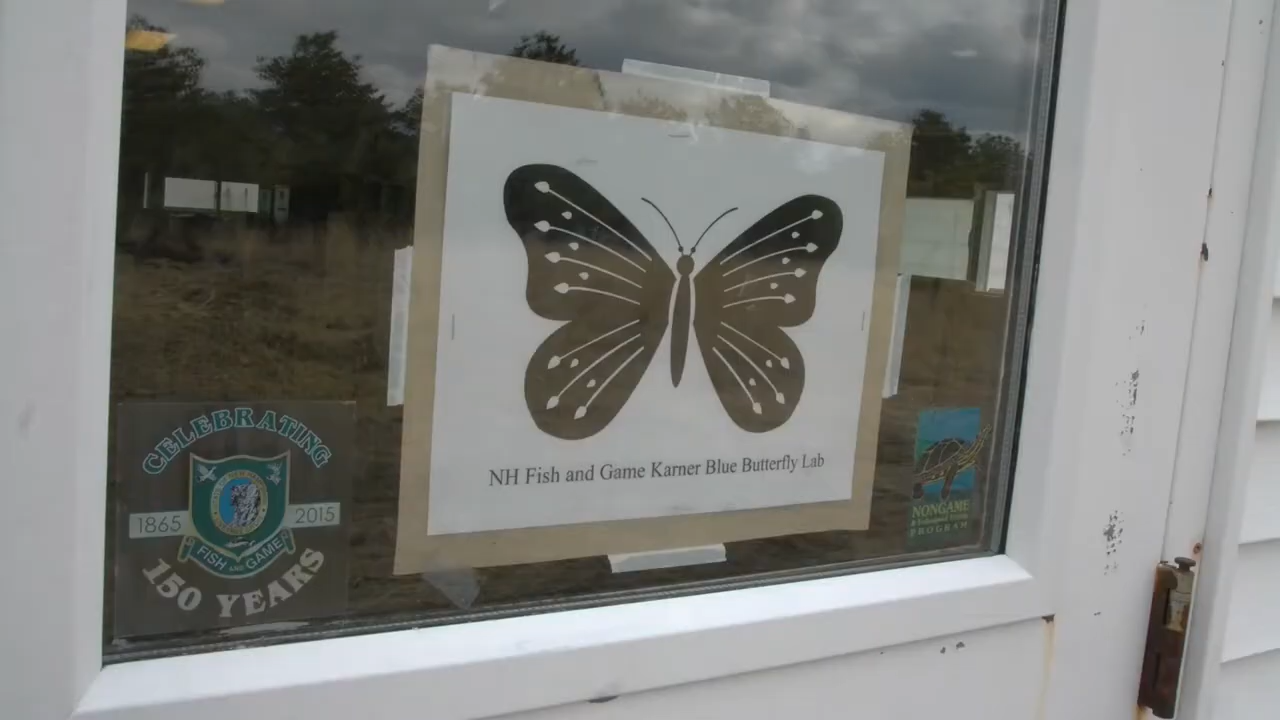 NH Fish and Game Karner Blue Butterfly Lab
CELEBRATING
1865 2015
FISH AND GAME
150 YEARS
NONGAME
PROGRAM